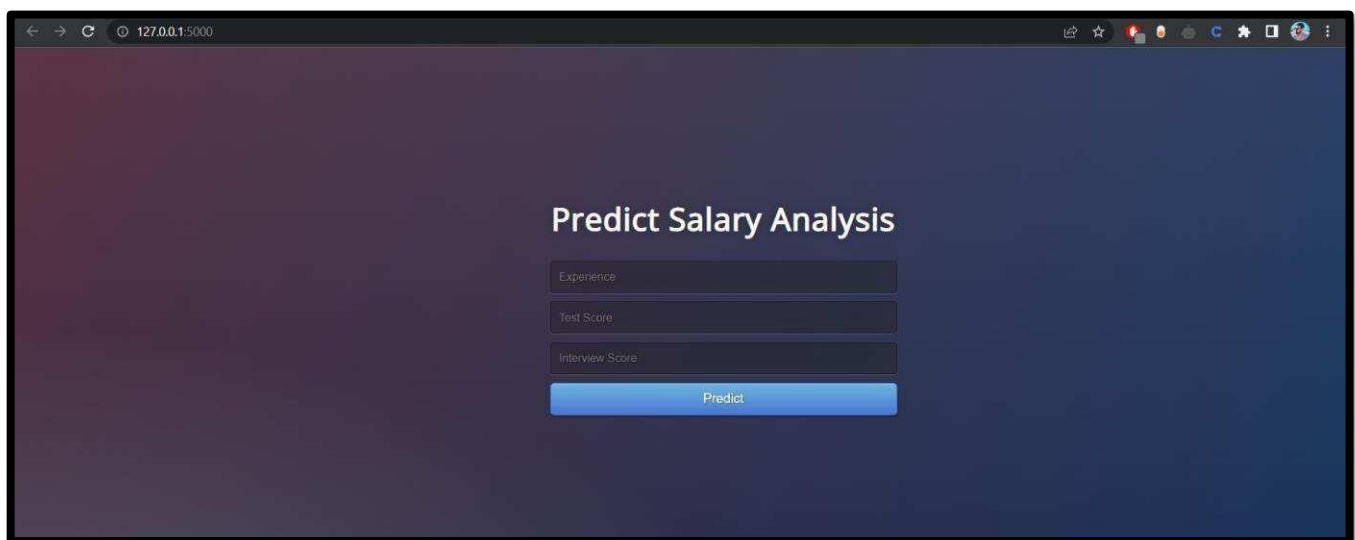 127.0.0.1:5000
Predict Salary Analysis
Experience
Test Score
Interview Score
Predict